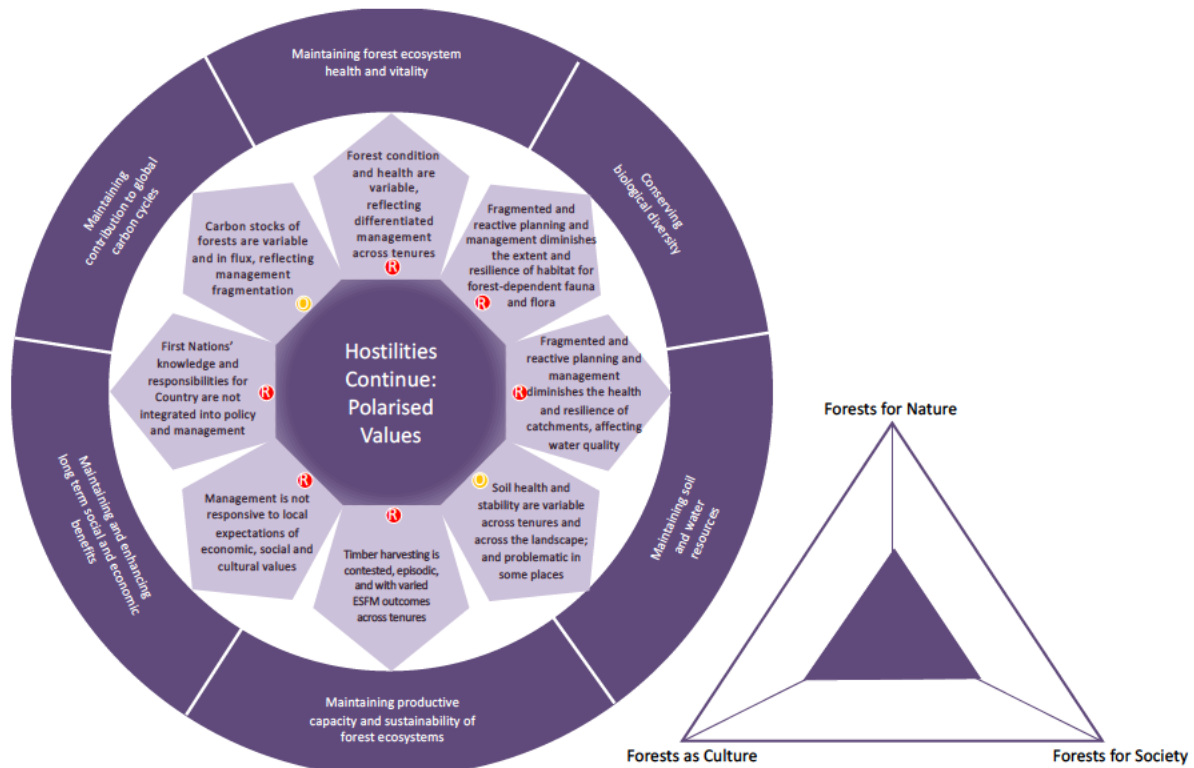 Maintaining forest ecosystem
health and vitality
Conserving
biological diversity
Maintaining soil
and water
resources
Maintaining productive
capacity and sustainability of
forest ecosystems
Maintaining and enhancing
long term social and economic
benefits
Maintaining
contribution to global
carbon cycles
Forest condition
and health are
variable,
reflecting
differentiated
management
across tenures
R
Fragmented and
reactive planning and
management diminishes
the extent and
resilience of habitat for
forest-dependent fauna
and flora
R
Fragmented and
reactive planning and
management
diminishes the health
and resilience of
catchments, affecting
water quality
R
Soil health and
stability are variable
across tenures and
across the landscape;
and problematic in
some places
O
Timber harvesting is
contested, episodic,
and with varied
ESFM outcomes
across tenures
R
Management is not
responsive to local
expectations of
economic, social and
cultural values
R
First Nations'
knowledge and
responsibilities for
Country are not
integrated into policy
and management
R
Carbon stocks of
forests are variable
and in flux, reflecting
management
fragmentation
O
Hostilities
Continue:
Polarised
Values
Forests for Nature
Forests as Culture
Forests for Society